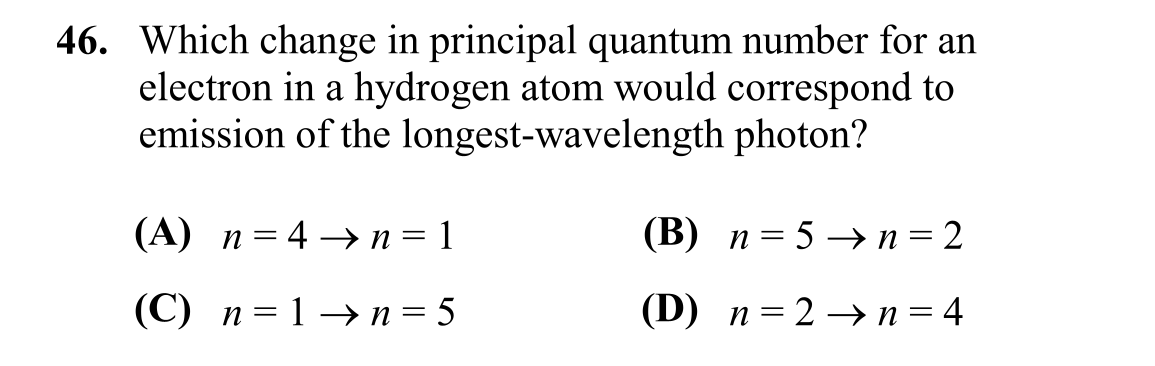 46. Which change in principal quantum number for an
electron in a hydrogen atom would correspond to
emission of the longest-wavelength photon?
(A) n = 4 → n = 1 (B) n = 5 → n = 2
(C) n = 1 → n = 5 (D) n = 2 → n = 4